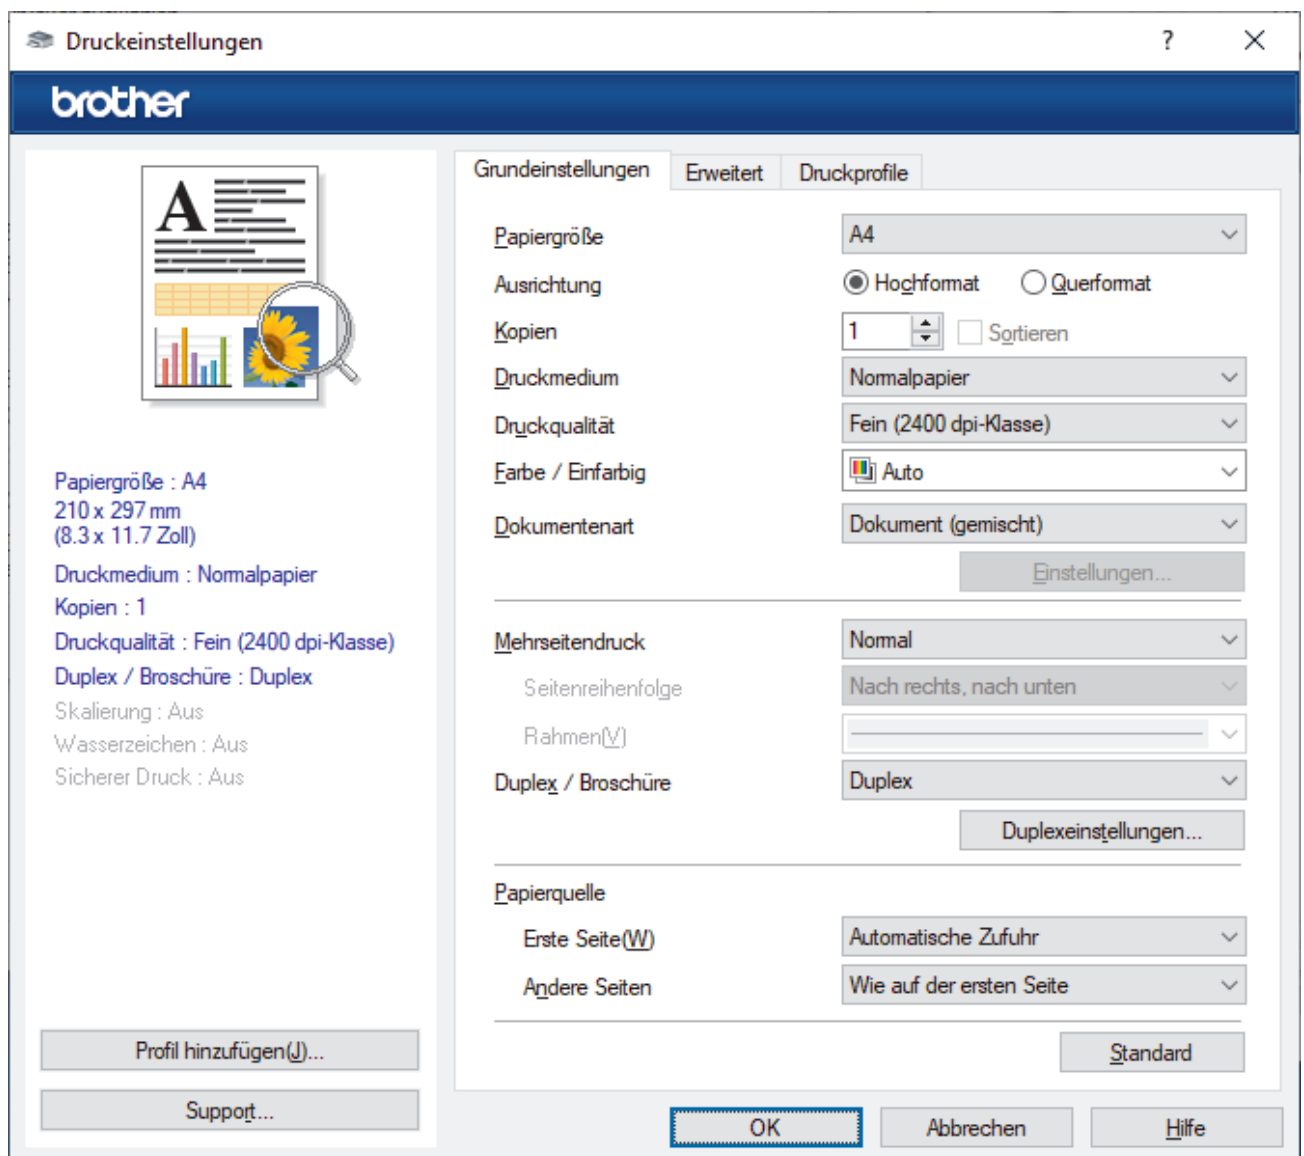 Druckeinstellungen
?
brother
A
Papiergröße : A4
210 x 297 mm
(8.3 x 11.7 Zoll)
Druckmedium : Normalpapier
Kopien : 1
Druckqualität : Fein (2400 dpi-Klasse)
Duplex / Broschüre : Duplex
Skalierung : Aus
Wasserzeichen : Aus
Sicherer Druck : Aus
Profil hinzufügen(J)...
Support...
Grundeinstellungen Erweitert Druckprofile
Papiergröße A4
Ausrichtung Hochformat Querformat
Kopien 1 Sortieren
Druckmedium Normalpapier
Druckqualität Fein (2400 dpi-Klasse)
Farbe / Einfarbig Auto
Dokumentenart Dokument (gemischt)
Einstellungen...
Mehrseitendruck Normal
Seitenreihenfolge Nach rechts, nach unten
Rahmen(V)
Duplex / Broschüre Duplex
Duplexeinstellungen...
Papierquelle
Erste Seite(W) Automatische Zufuhr
Andere Seiten Wie auf der ersten Seite
Standard
OK Abbrechen Hilfe